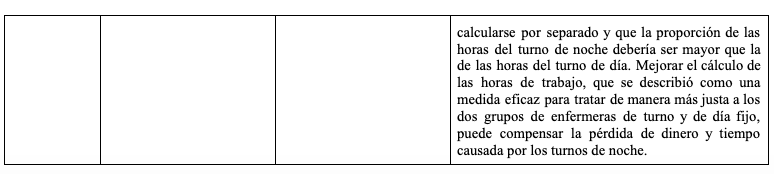 calcularse por separado y que la proporción de las
horas del turno de noche debería ser mayor que la
de las horas del turno de día. Mejorar el cálculo de
las horas de trabajo, que se describió como una
medida eficaz para tratar de manera más justa a los
dos grupos de enfermeras de turno y de día fijo,
puede compensar la pérdida de dinero y tiempo
causada por los turnos de noche.